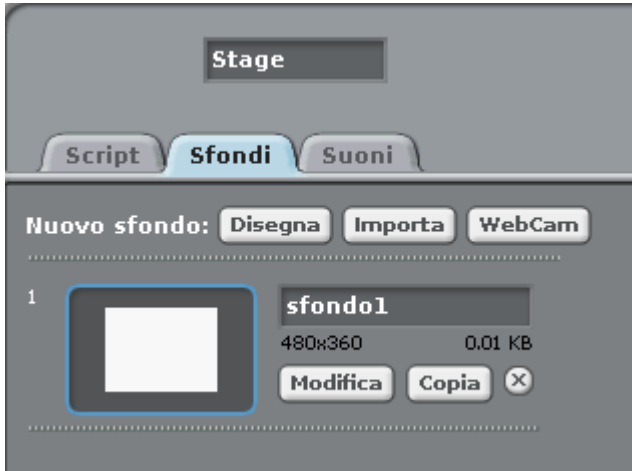 Stage
Script Sfondi Suoni
Nuovo sfondo: Disegna Importa WebCam
1
sfondo1
480x360 0.01 KB
Modifica Copia